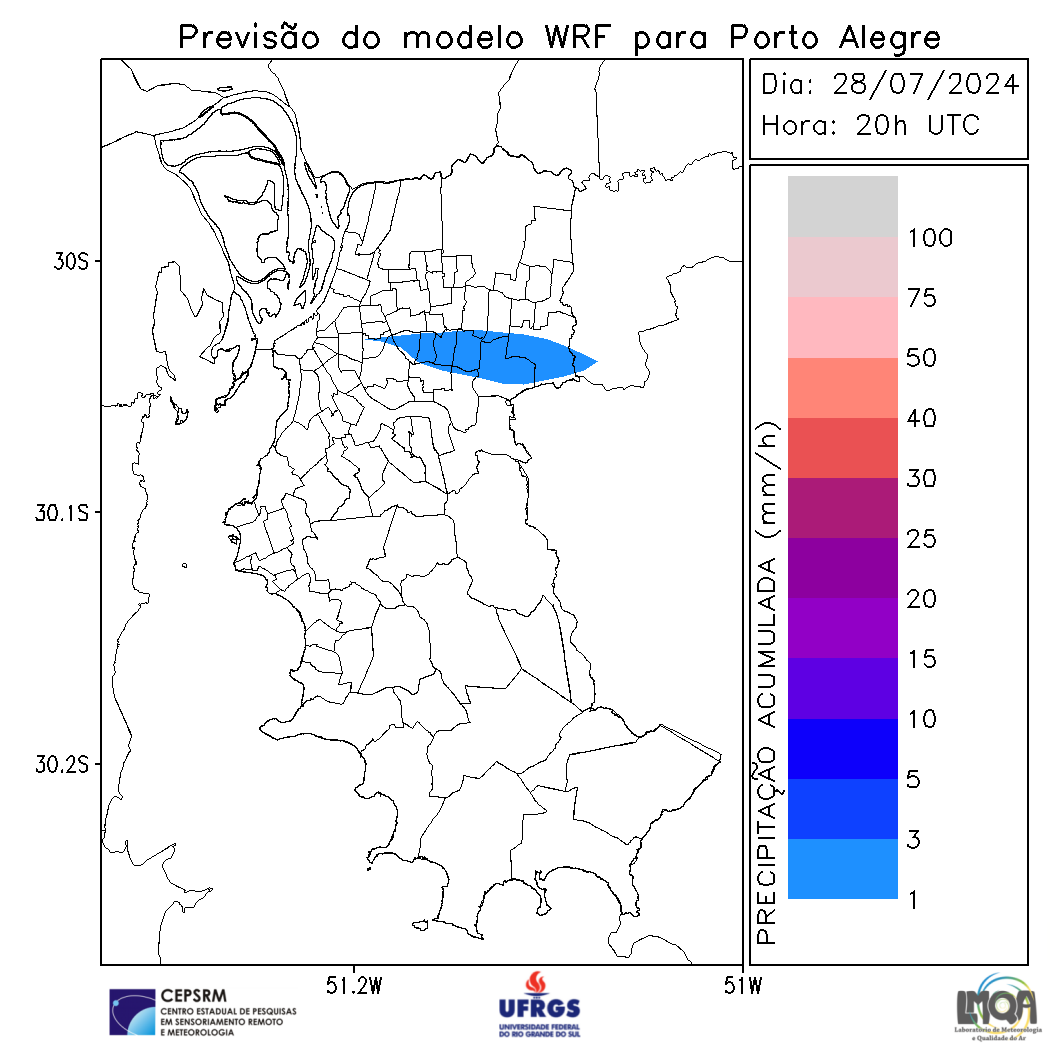 Previsão do modelo WRF para Porto Alegre
Dia: 28/07/2024
Hora: 20h UTC
30S
30.1S
30.2S
51.2W
51W
PRECIPITAÇÃO ACUMULADA (mm/h)
100
75
50
40
30
25
20
15
10
5
3
1
CEPSRM
CENTRO ESTADUAL DE PESQUISAS
EM SENSORIAMENTO REMOTO
E METEOROLOGIA
UFRGS
UNIVERSIDADE FEDERAL
DO RIO GRANDE DO SUL
LMQA
Laboratório de Meteorologia
e Qualidade do Ar